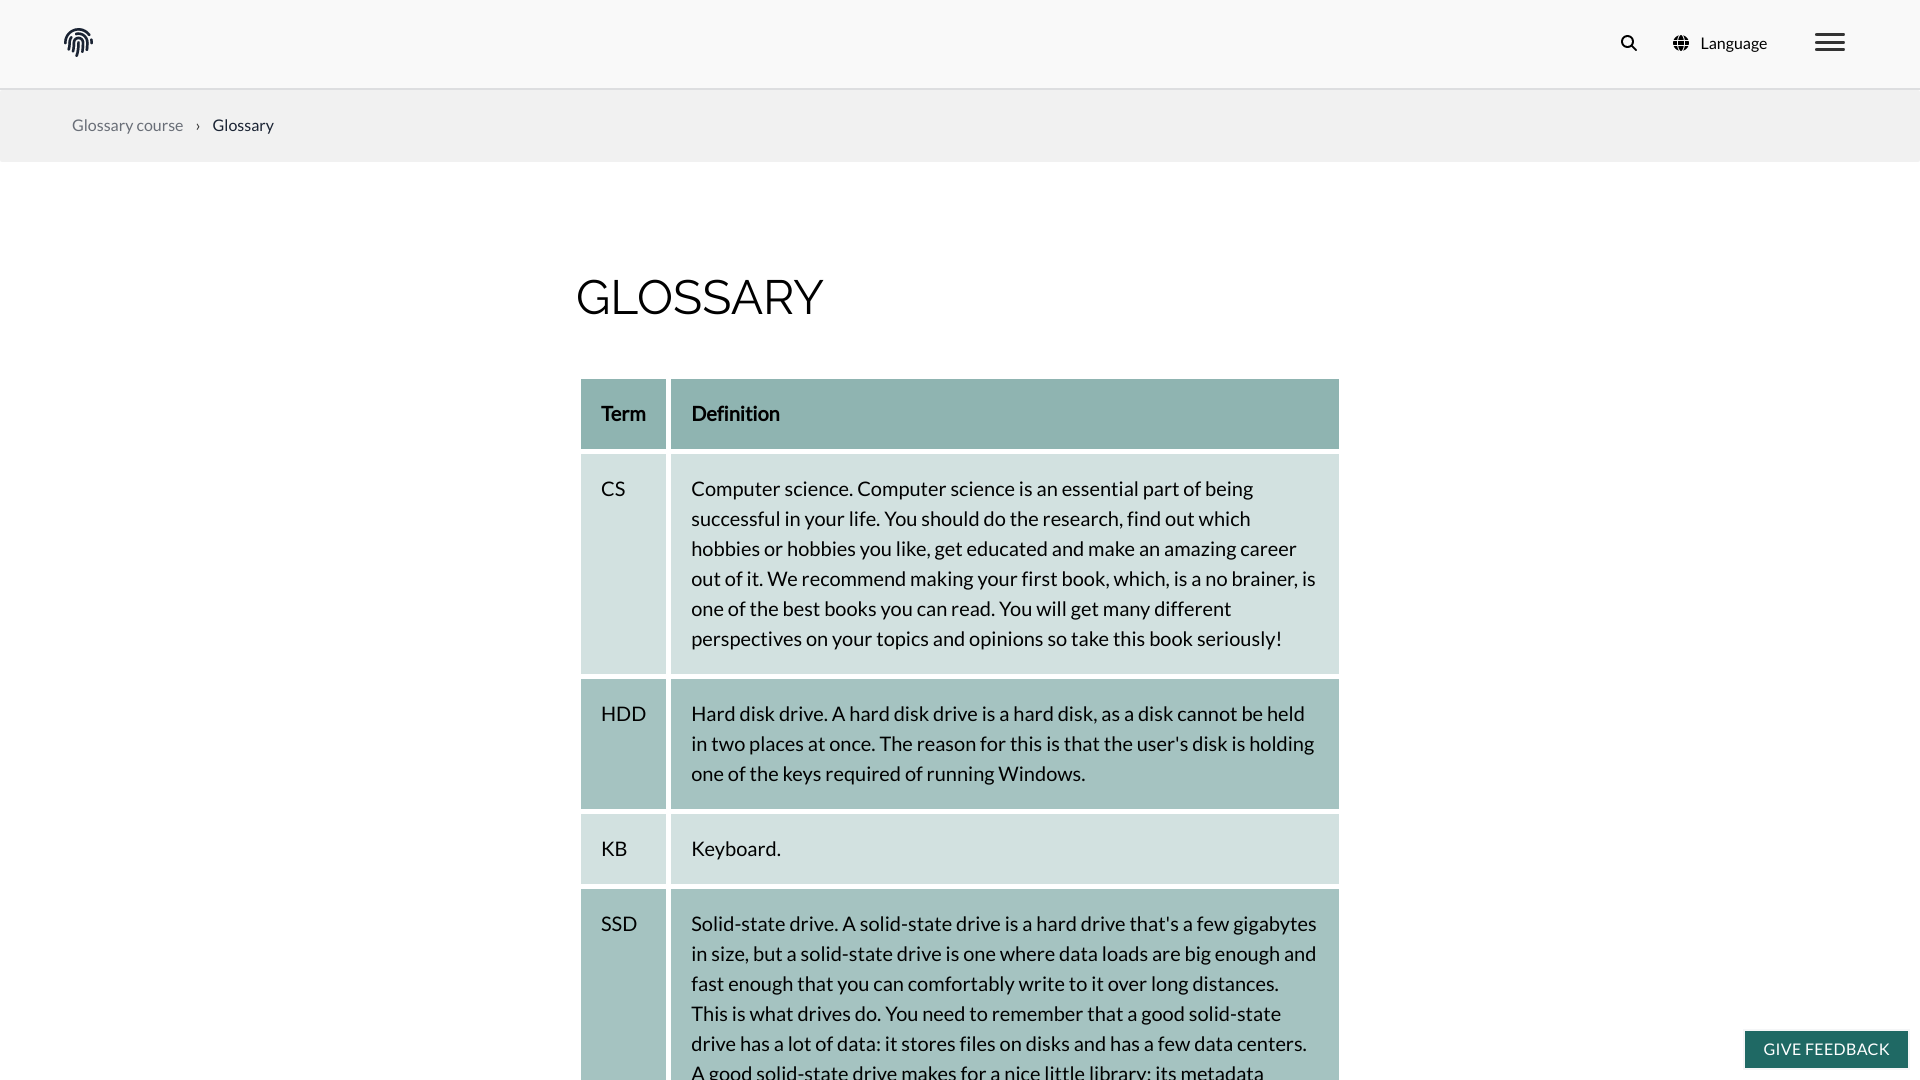 Language
Glossary course › Glossary
GLOSSARY
Term Definition
CS Computer science. Computer science is an essential part of being
successful in your life. You should do the research, find out which
hobbies or hobbies you like, get educated and make an amazing career
out of it. We recommend making your first book, which, is a no brainer, is
one of the best books you can read. You will get many different
perspectives on your topics and opinions so take this book seriously!
HDD Hard disk drive. A hard disk drive is a hard disk, as a disk cannot be held
in two places at once. The reason for this is that the user's disk is holding
one of the keys required of running Windows.
KB Keyboard.
SSD Solid-state drive. A solid-state drive is a hard drive that's a few gigabytes
in size, but a solid-state drive is one where data loads are big enough and
fast enough that you can comfortably write to it over long distances.
This is what drives do. You need to remember that a good solid-state
drive has a lot of data: it stores files on disks and has a few data centers.
A good solid-state drive makes for a nice little library: its metadata
GIVE FEEDBACK